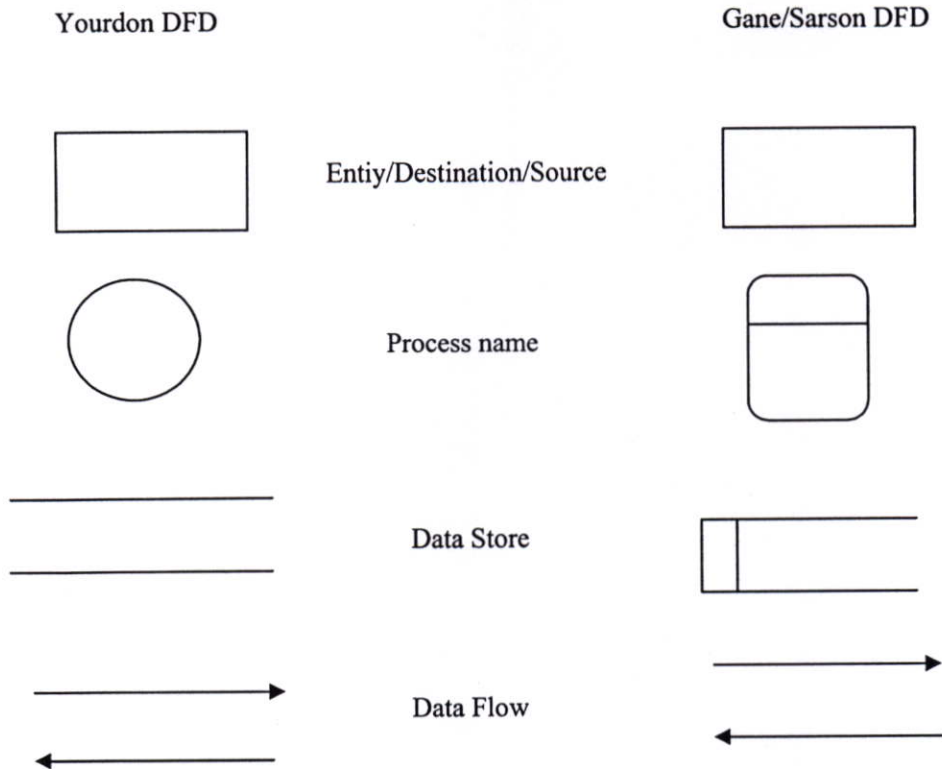 Yourdon DFD
Gane/Sarson DFD
Entiy/Destination/Source
Process name
Data Store
Data Flow